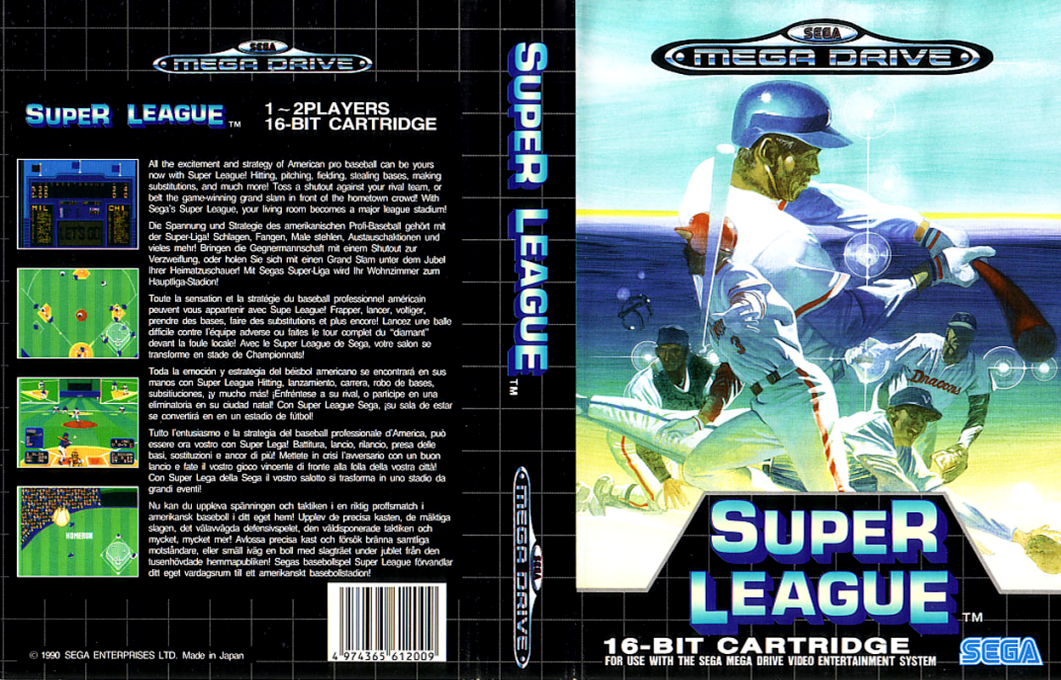 SEGA
MEGA DRIVE
SUPER LEAGUE TM
1~2PLAYERS
16-BIT CARTRIDGE
All the excitement and strategy of American pro baseball can be yours
now with Super League! Hitting, pitching, fielding, stealing bases, making
substitutions, and much more! Toss a shutout against your rival team, or
belt the game-winning grand slam in front of the hometown crowd! With
Sega's Super League, your living room becomes a major league stadium!
Die Spannung und Strategie des amerikanischen Profi-Baseball gehört mit
der Super-Liga! Schlagen, Fangen, Male stehlen, Austauschaktionen und
vieles mehr! Bringen die Gegnermannschaft mit einem Shutout zur
Verzweiflung, oder holen Sie sich mit einen Grand Slam unter dem Jubel
Ihrer Heimatzuschauer! Mit Segas Super-Liga wird Ihr Wohnzimmer zum
Hauptliga-Stadion!
Toute la sensation et la stratégie du baseball professionnel américain
peuvent vous appartenir avec Supe League! Frapper, lancer, voltiger,
prendre des bases, faire des substitutions et plus encore! Lancez une balle
difficile contre l'équipe adverse ou faites le tour complet du "diamant"
devant la foule locale! Avec le Super League de Sega, votre salon se
transforme en stade de Championnats!
Toda la emoción y estrategia del béisbol americano se encontrará en sus
manos con Super League Hitting, lanzamiento, carrera, robo de bases,
subsitiuciones, ¡y mucho más! ¡Enfréntese a su rival, o participe en una
eliminatoria en su ciudad natal! Con Super League Sega, ¡su sala de estar
se convertirá en en un estadio de fútbol!
Tutto l'entusiasmo e la strategia del baseball professionale d'America, può
essere ora vostro con Super Lega! Battitura, lancio, rilancio, presa delle
basi, sostituzioni e ancor di più! Mettete in crisi l'avversario con un buon
lancio e fate il vostro gioco vincente di fronte alla folla della vostra città!
Con Super Lega della Sega il vostro salotto si trasforma in uno stadio da
grandi eventi!
Nu kan du uppleva spänningen och taktiken i en riktig proffsmatch i
amerikansk baseboll i ditt eget hem! Upplev de precisa kasten, de mäktiga
slagen, det välavvägda defensivspelet, den väldisponerade taktiken och
mycket, mycket mer! Avlossa precisa kast och försök bränna samtliga
motståndare, eller smäll iväg en boll med slagträet under jublet från den
tusenhövdade hemmapubliken! Segas basebollspel Super League förvandlar
ditt eget vardagsrum till ett amerikanskt basebollstadion!
MIL
CHI
HOMERUN
© 1990 SEGA ENTERPRISES LTD. Made in Japan
4 974365 612009
SUPER LEAGUE TM
SEGA
MEGA DRIVE
SEGA
MEGA DRIVE
3
Dragons
SUPER
LEAGUE TM
16-BIT CARTRIDGE
FOR USE WITH THE SEGA MEGA DRIVE VIDEO ENTERTAINMENT SYSTEM
SEGA